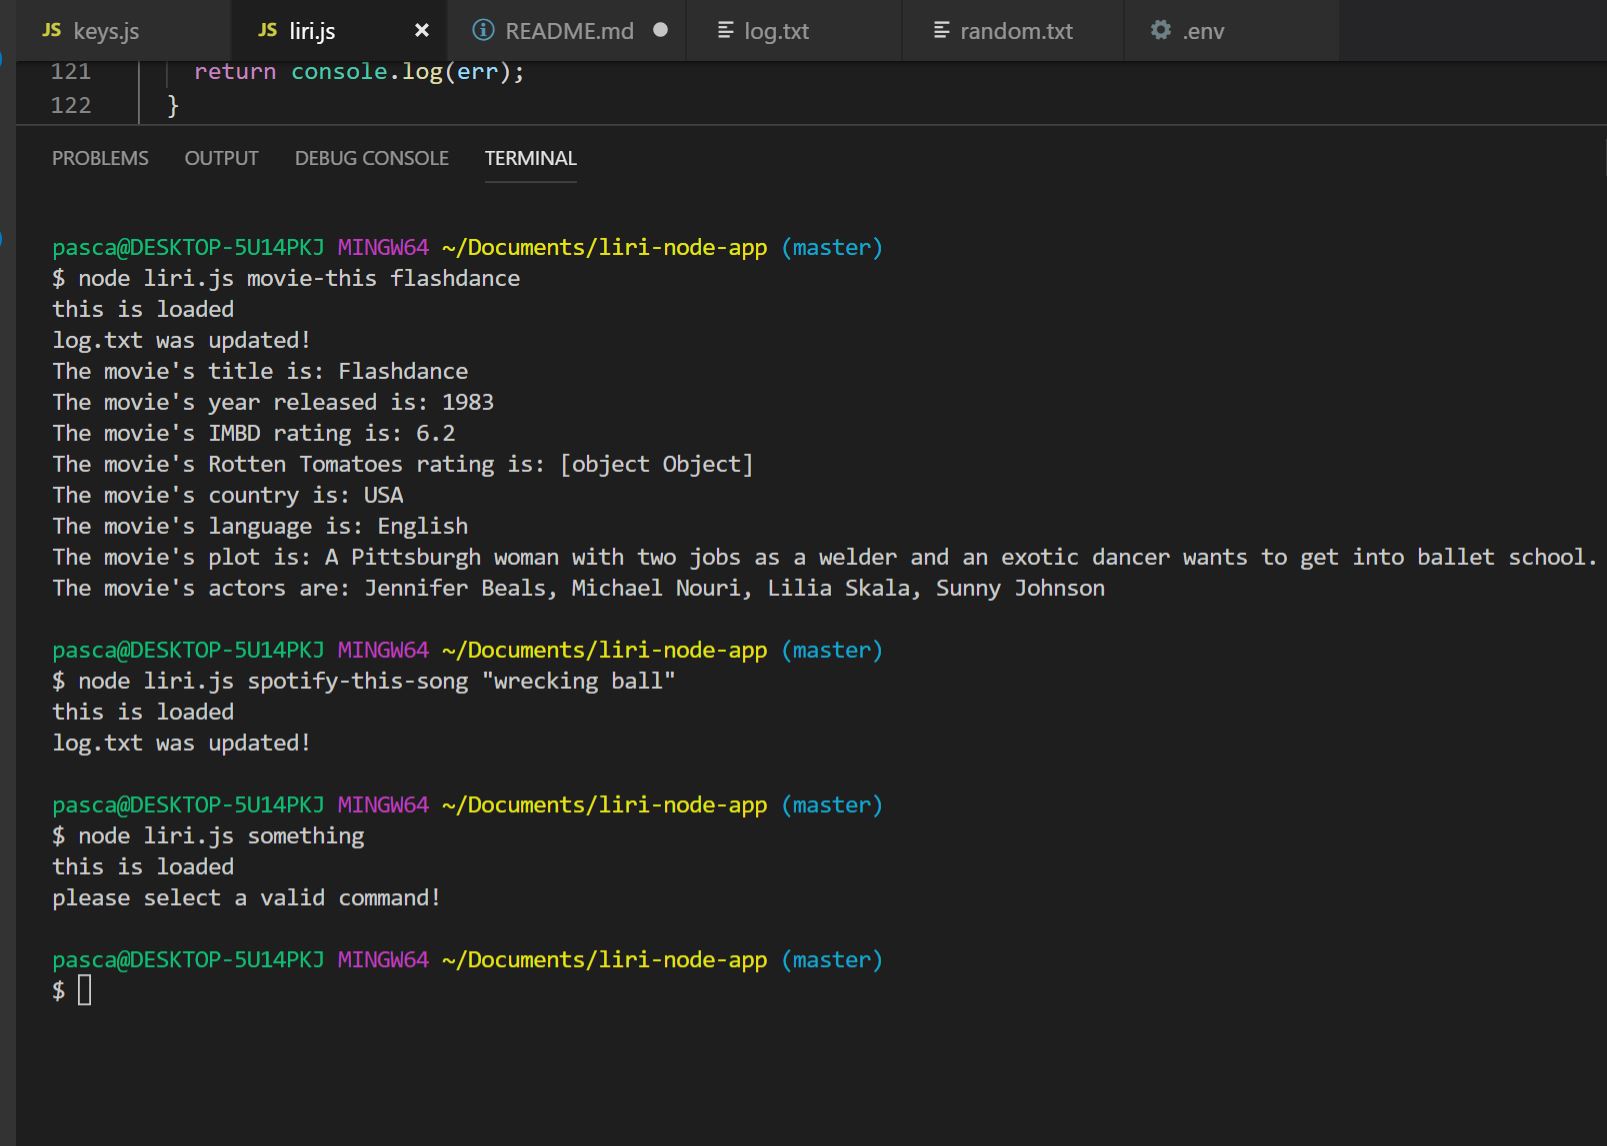 JS keys.js JS liri.js × README.md ● log.txt random.txt .env
121 return console.log(err);
122 }
PROBLEMS OUTPUT DEBUG CONSOLE TERMINAL
pasca@DESKTOP-5U14PKJ MINGW64 ~/Documents/liri-node-app (master)
$ node liri.js movie-this flashdance
this is loaded
log.txt was updated!
The movie's title is: Flashdance
The movie's year released is: 1983
The movie's IMBD rating is: 6.2
The movie's Rotten Tomatoes rating is: [object Object]
The movie's country is: USA
The movie's language is: English
The movie's plot is: A Pittsburgh woman with two jobs as a welder and an exotic dancer wants to get into ballet school.
The movie's actors are: Jennifer Beals, Michael Nouri, Lilia Skala, Sunny Johnson
pasca@DESKTOP-5U14PKJ MINGW64 ~/Documents/liri-node-app (master)
$ node liri.js spotify-this-song "wrecking ball"
this is loaded
log.txt was updated!
pasca@DESKTOP-5U14PKJ MINGW64 ~/Documents/liri-node-app (master)
$ node liri.js something
this is loaded
please select a valid command!
pasca@DESKTOP-5U14PKJ MINGW64 ~/Documents/liri-node-app (master)
$